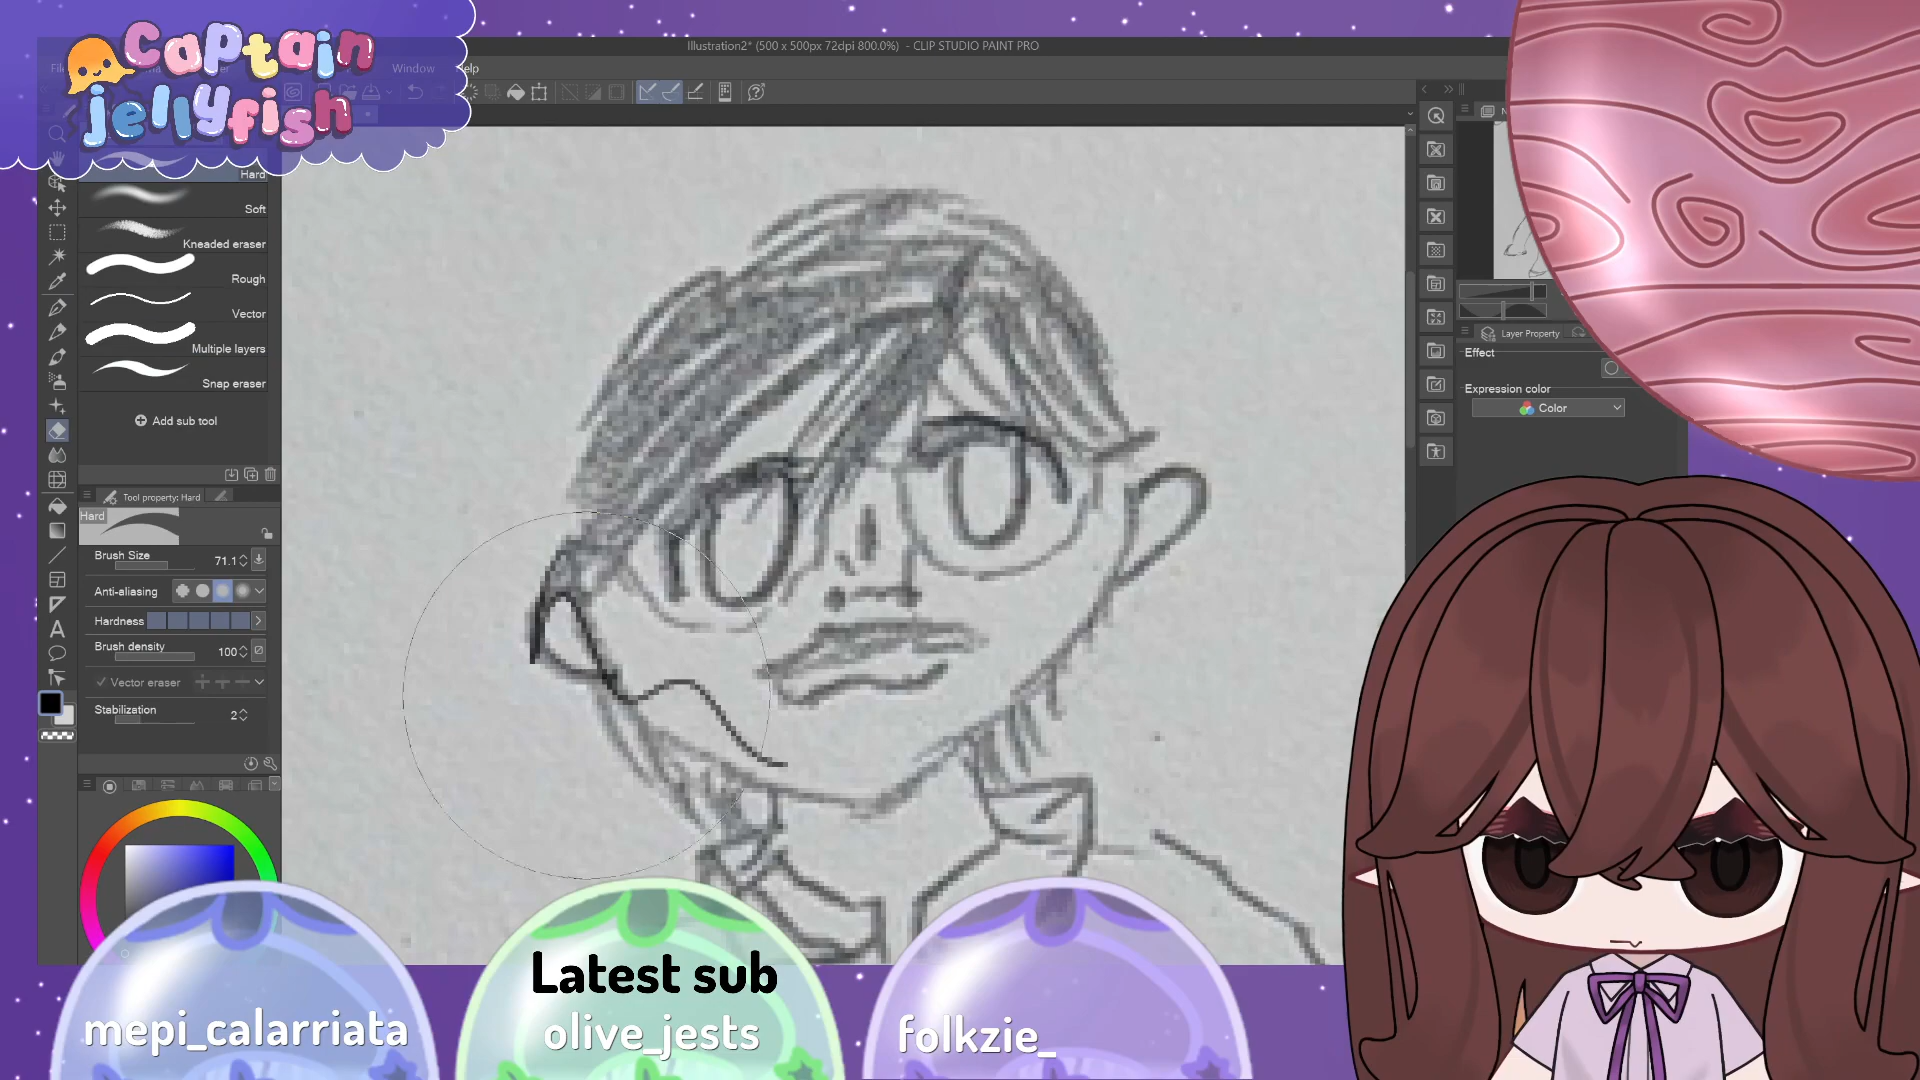 Captain
jellyfish
Illustration2* (500 x 500px 72dpi 800.0%) - CLIP STUDIO PAINT PRO
Window
Hard
Soft
Kneaded eraser
Rough
Vector
Multiple layers
Snap eraser
Add sub tool
Tool property: Hard
Hard
Brush Size 71.1
Anti-aliasing
Hardness
Brush density 100
Vector eraser
Stabilization 2
Layer Property
Effect
Expression color
Color
Latest sub
mepi_calarriata
olive_jests
folkzie_